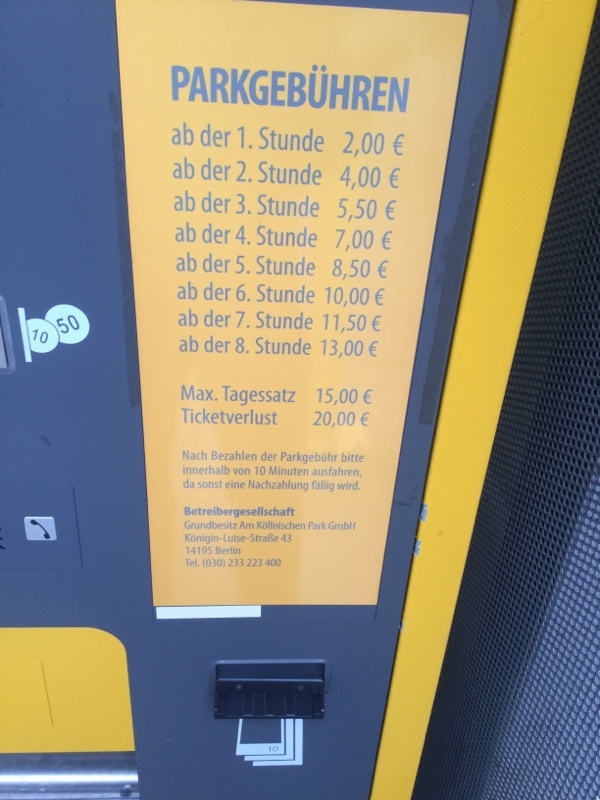 PARKGEBÜHREN
ab der 1. Stunde 2,00 €
ab der 2. Stunde 4,00 €
ab der 3. Stunde 5,50 €
ab der 4. Stunde 7,00 €
ab der 5. Stunde 8,50 €
ab der 6. Stunde 10,00 €
ab der 7. Stunde 11,50 €
ab der 8. Stunde 13,00 €
Max. Tagessatz 15,00 €
Ticketverlust 20,00 €
Nach Bezahlen der Parkgebühr bitte
innerhalb von 10 Minuten ausfahren,
da sonst eine Nachzahlung fällig wird.
Betreibergesellschaft
Grundbesitz Am Köllnischen Park GmbH
Königin-Luise-Straße 43
14195 Berlin
Tel. (030) 233 223 400
10 50
10